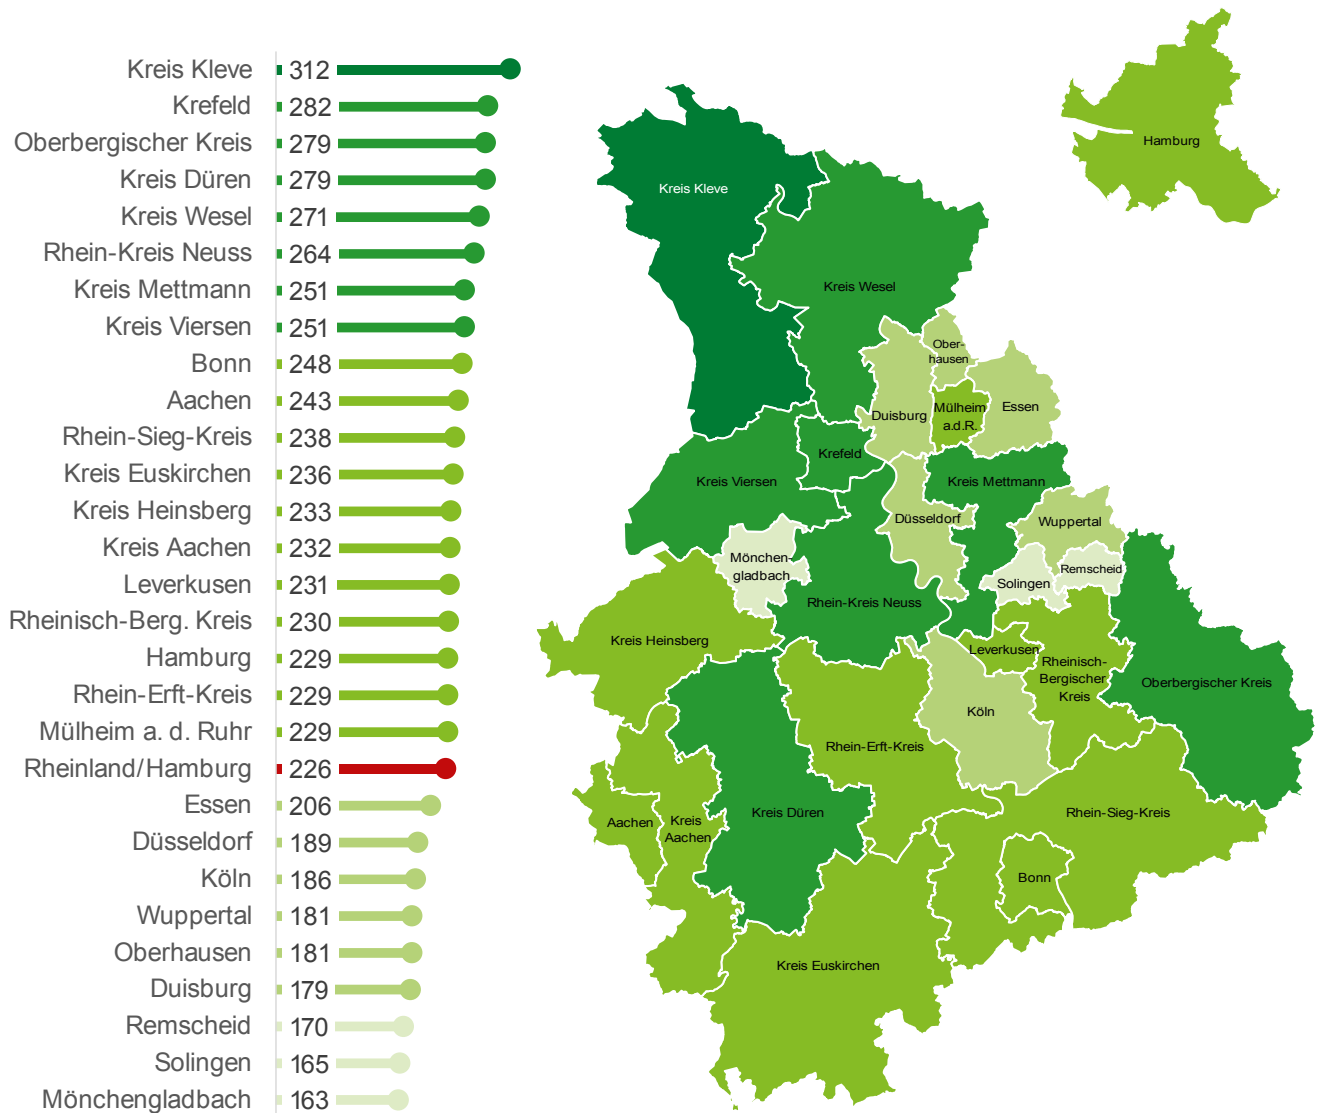 Kreis Kleve 312
Krefeld 282
Oberbergischer Kreis 279
Kreis Düren 279
Kreis Wesel 271
Rhein-Kreis Neuss 264
Kreis Mettmann 251
Kreis Viersen 251
Bonn 248
Aachen 243
Rhein-Sieg-Kreis 238
Kreis Euskirchen 236
Kreis Heinsberg 233
Kreis Aachen 232
Leverkusen 231
Rheinisch-Berg. Kreis 230
Hamburg 229
Rhein-Erft-Kreis 229
Mülheim a. d. Ruhr 229
Rheinland/Hamburg 226
Essen 206
Düsseldorf 189
Köln 186
Wuppertal 181
Oberhausen 181
Duisburg 179
Remscheid 170
Solingen 165
Mönchengladbach 163
Hamburg
Kreis Kleve
Kreis Wesel
Ober-
hausen
Duisburg
Mülheim
a.d.R.
Essen
Krefeld
Kreis Viersen
Kreis Mettmann
Düsseldorf
Wuppertal
Mönchen-
gladbach
Solingen
Remscheid
Rhein-Kreis Neuss
Kreis Heinsberg
Leverkusen
Rheinisch-
Bergischer
Kreis
Oberbergischer Kreis
Köln
Rhein-Erft-Kreis
Kreis Düren
Rhein-Sieg-Kreis
Aachen
Kreis
Aachen
Bonn
Kreis Euskirchen